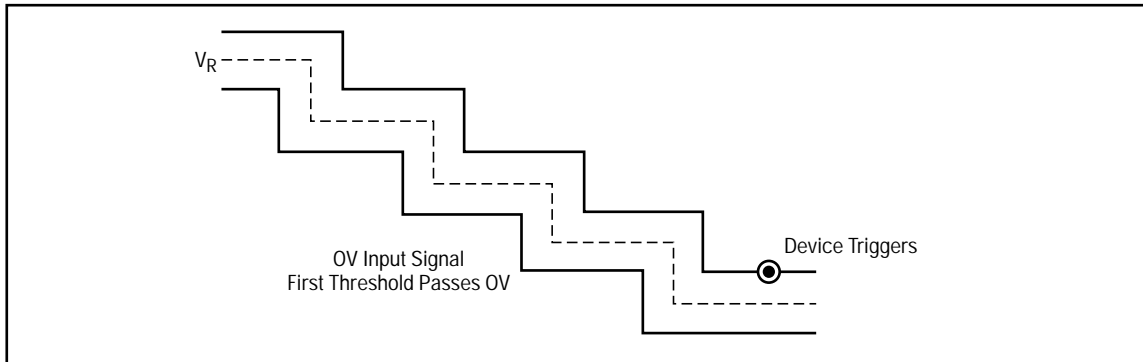 VR
Device Triggers
OV Input Signal
First Threshold Passes OV